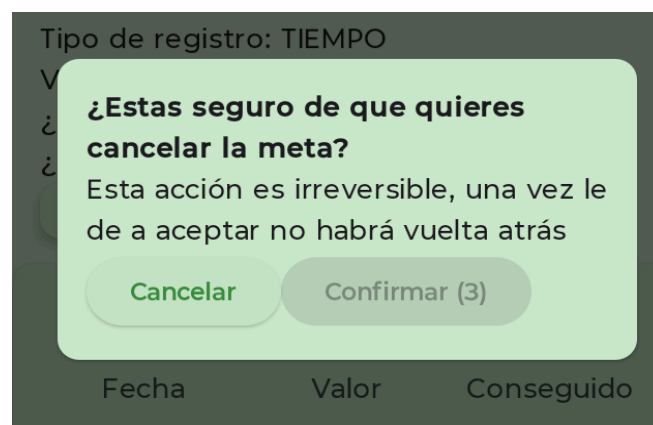 Tipo de registro: TIEMPO
V
¿
¿
¿Estas seguro de que quieres
cancelar la meta?
Esta acción es irreversible, una vez le
de a aceptar no habrá vuelta atrás
Cancelar
Confirmar (3)
Fecha
Valor
Conseguido